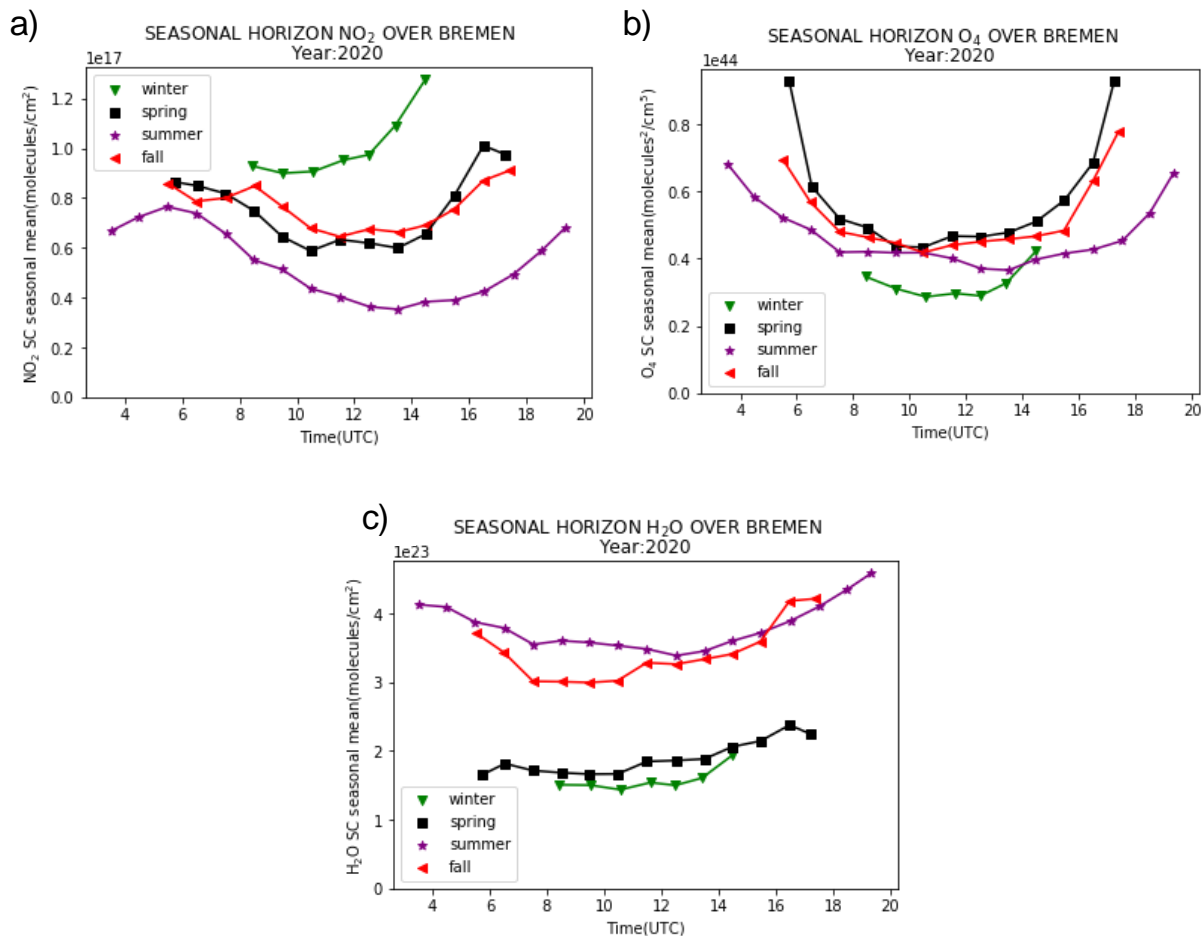 a)
SEASONAL HORIZON NO₂ OVER BREMEN
Year:2020
1e17
winter
spring
summer
fall
NO₂ SC seasonal mean(molecules/cm²)
1.2
1.0
0.8
0.6
0.4
0.2
0.0
4 6 8 10 12 14 16 18 20
Time(UTC)
b)
SEASONAL HORIZON O₄ OVER BREMEN
Year:2020
1e44
O₄ SC seasonal mean(molecules²/cm⁵)
0.8
0.6
0.4
0.2
0.0
winter
spring
summer
fall
4 6 8 10 12 14 16 18 20
Time(UTC)
c)
SEASONAL HORIZON H₂O OVER BREMEN
Year:2020
1e23
H₂O SC seasonal mean(molecules/cm²)
4
3
2
1
0
winter
spring
summer
fall
4 6 8 10 12 14 16 18 20
Time(UTC)